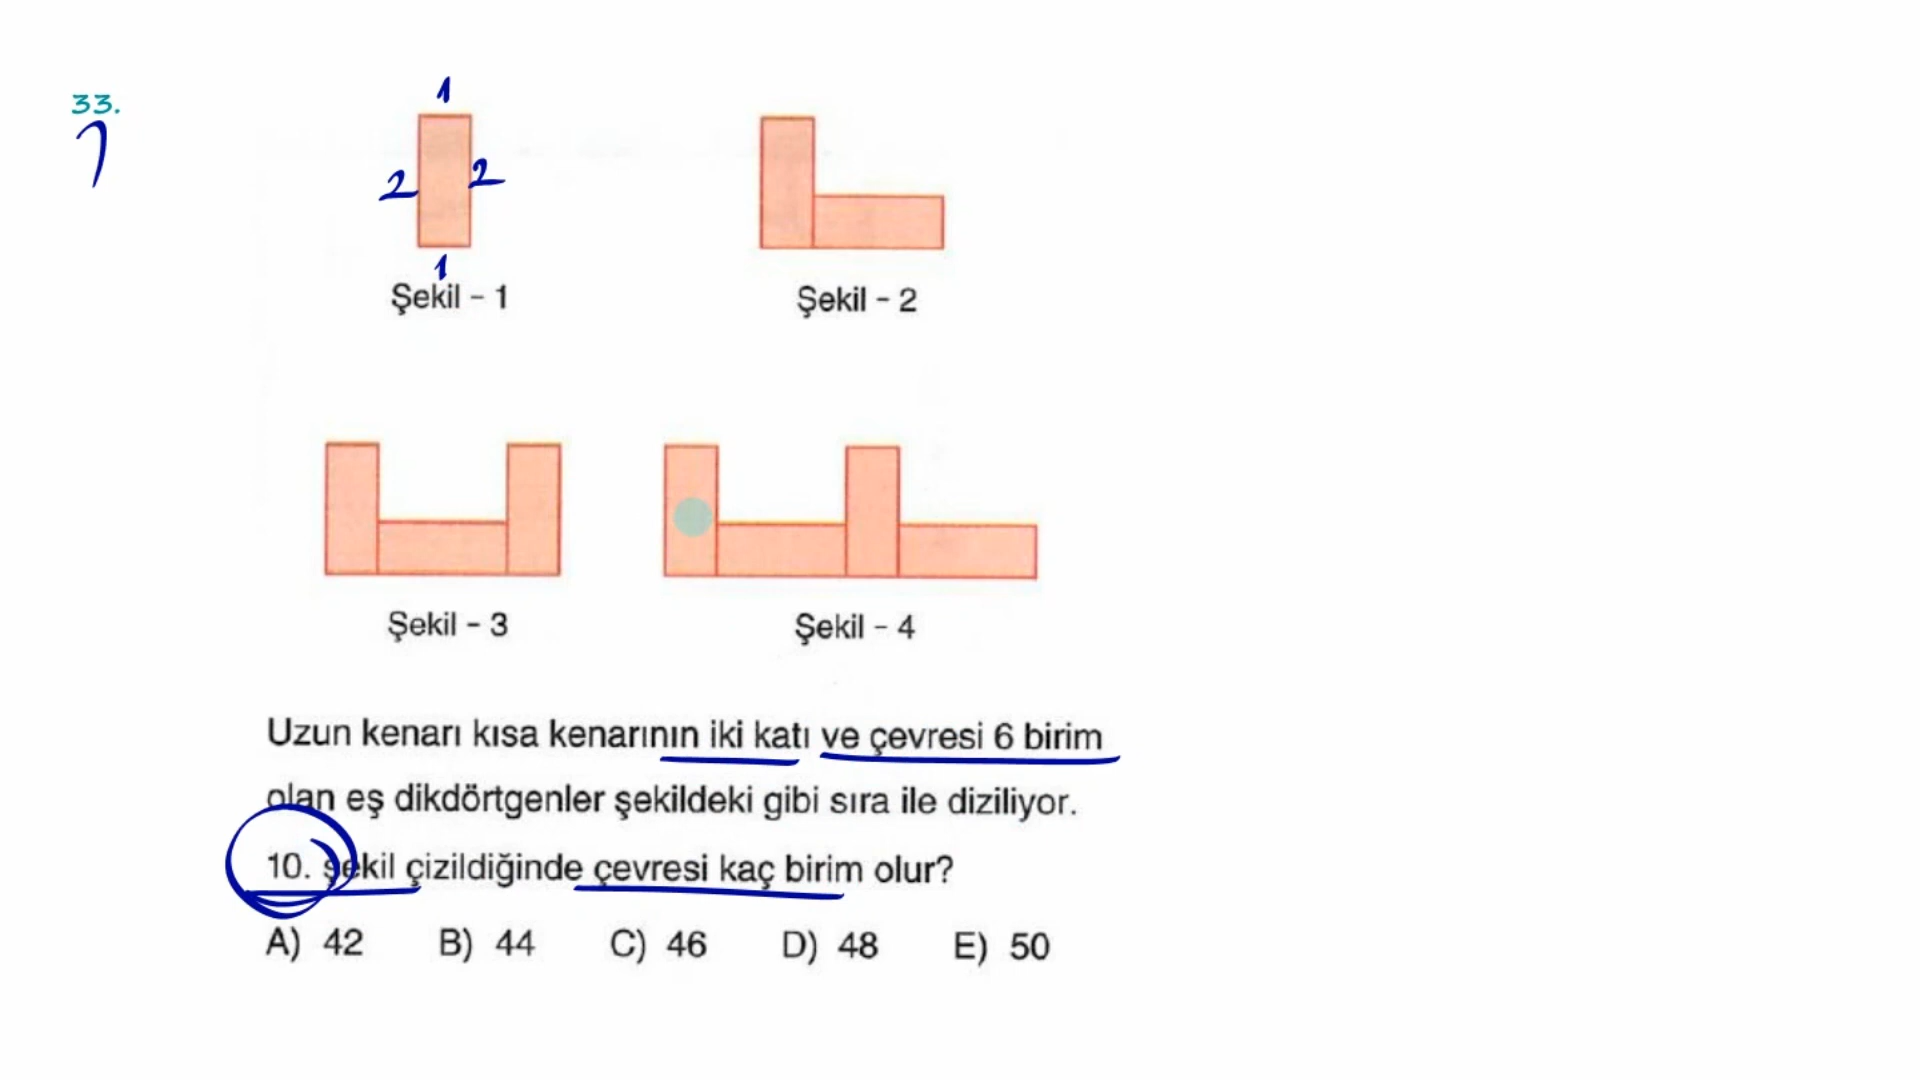 33.
1
2 2
1
Şekil - 1
Şekil - 2
Şekil - 3
Şekil - 4
Uzun kenarı kısa kenarının iki katı ve çevresi 6 birim
olan eş dikdörtgenler şekildeki gibi sıra ile diziliyor.
10. şekil çizildiğinde çevresi kaç birim olur?
A) 42 B) 44 C) 46 D) 48 E) 50